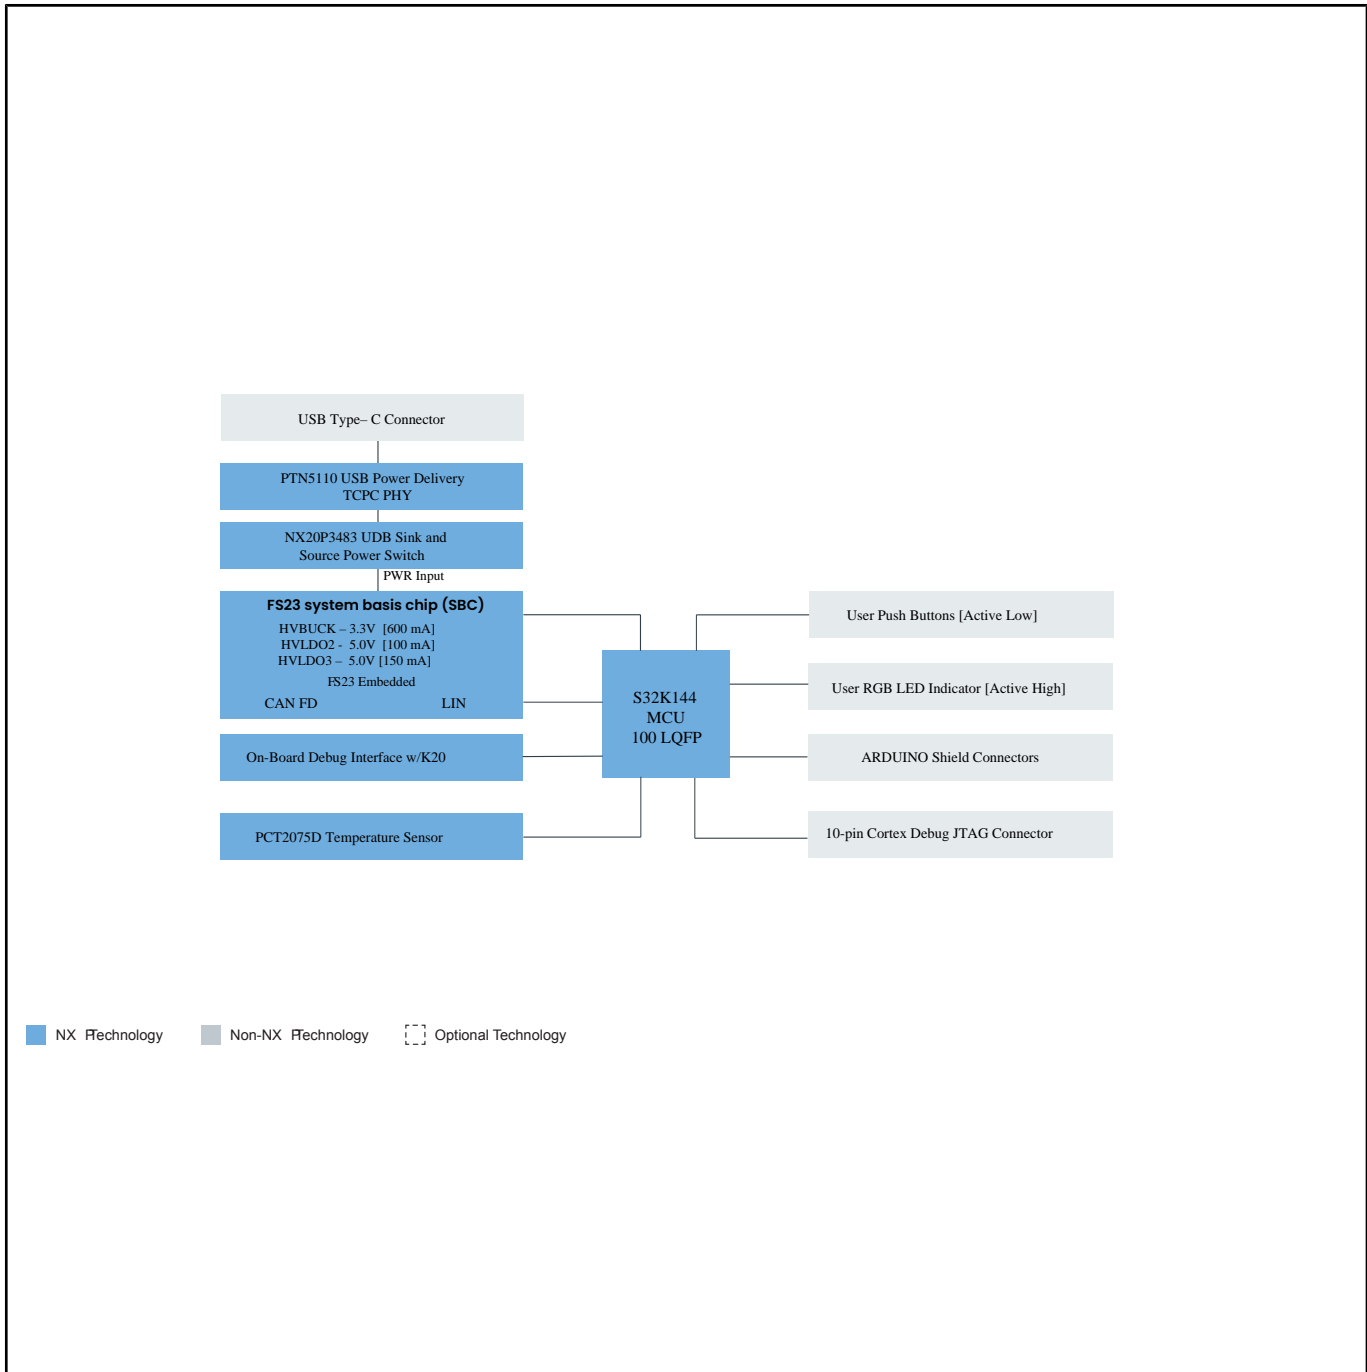 USB Type– C Connector
PTN5110 USB Power Delivery
TCPC PHY
NX20P3483 UDB Sink and
Source Power Switch
PWR Input
FS23 system basis chip (SBC)
HVBUCK – 3.3V [600 mA]
HVLDO2 - 5.0V [100 mA]
HVLDO3 – 5.0V [150 mA]
FS23 Embedded
CAN FD LIN
On-Board Debug Interface w/K20
PCT2075D Temperature Sensor
S32K144
MCU
100 LQFP
User Push Buttons [Active Low]
User RGB LED Indicator [Active High]
ARDUINO Shield Connectors
10-pin Cortex Debug JTAG Connector
NX PTechnology Non-NX PTechnology Optional Technology